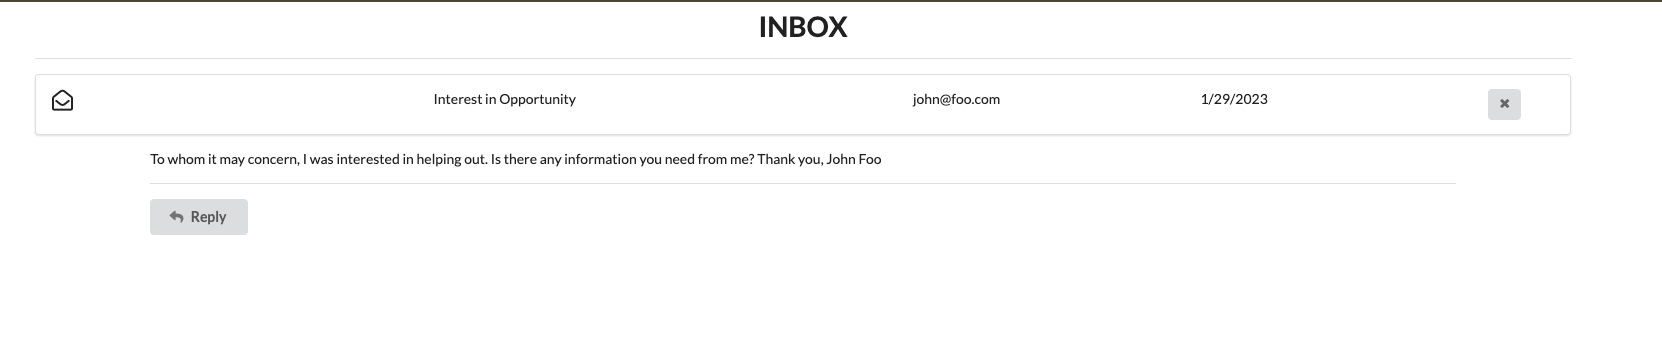 INBOX
Interest in Opportunity john@foo.com 1/29/2023
To whom it may concern, I was interested in helping out. Is there any information you need from me? Thank you, John Foo
Reply